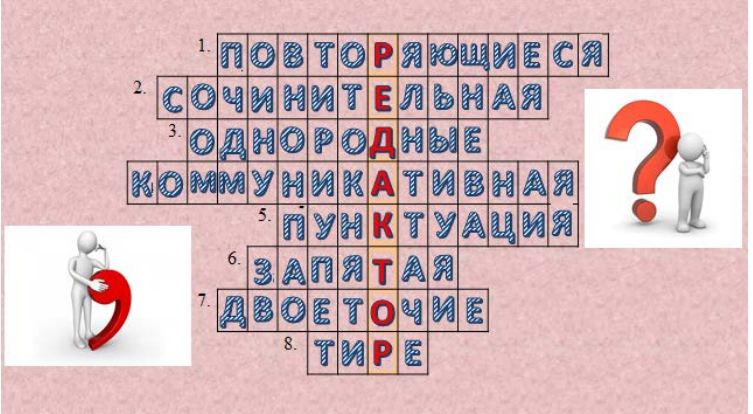 1. ПОВТОРЯЮЩИЕСЯ
2. СОЧИНИТЕЛЬНАЯ
3. ОДНОРОДНЫЕ
КОММУНИКАТИВНАЯ
5. ПУНКТУАЦИЯ
6. ЗАПЯТАЯ
7. ДВОЕТОЧИЕ
8. ТИРЕ